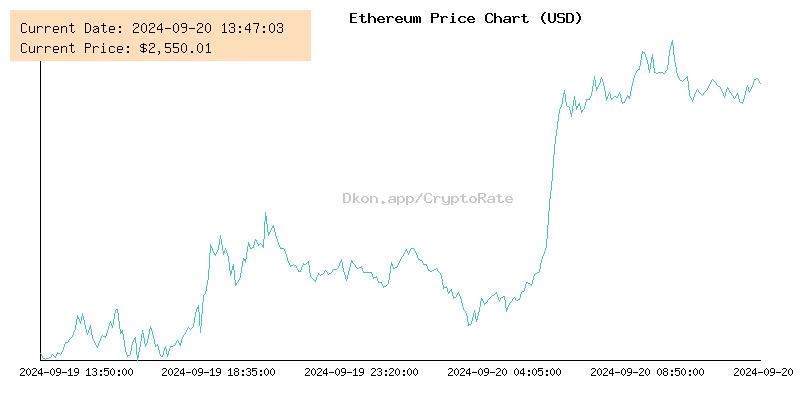 Ethereum Price Chart (USD)
Current Date: 2024-09-20 13:47:03
Current Price: $2,550.01
Dkon.app/CryptoRate
2024-09-19 13:50:00 2024-09-19 18:35:00 2024-09-19 23:20:00 2024-09-20 04:05:00 2024-09-20 08:50:00 2024-09-20